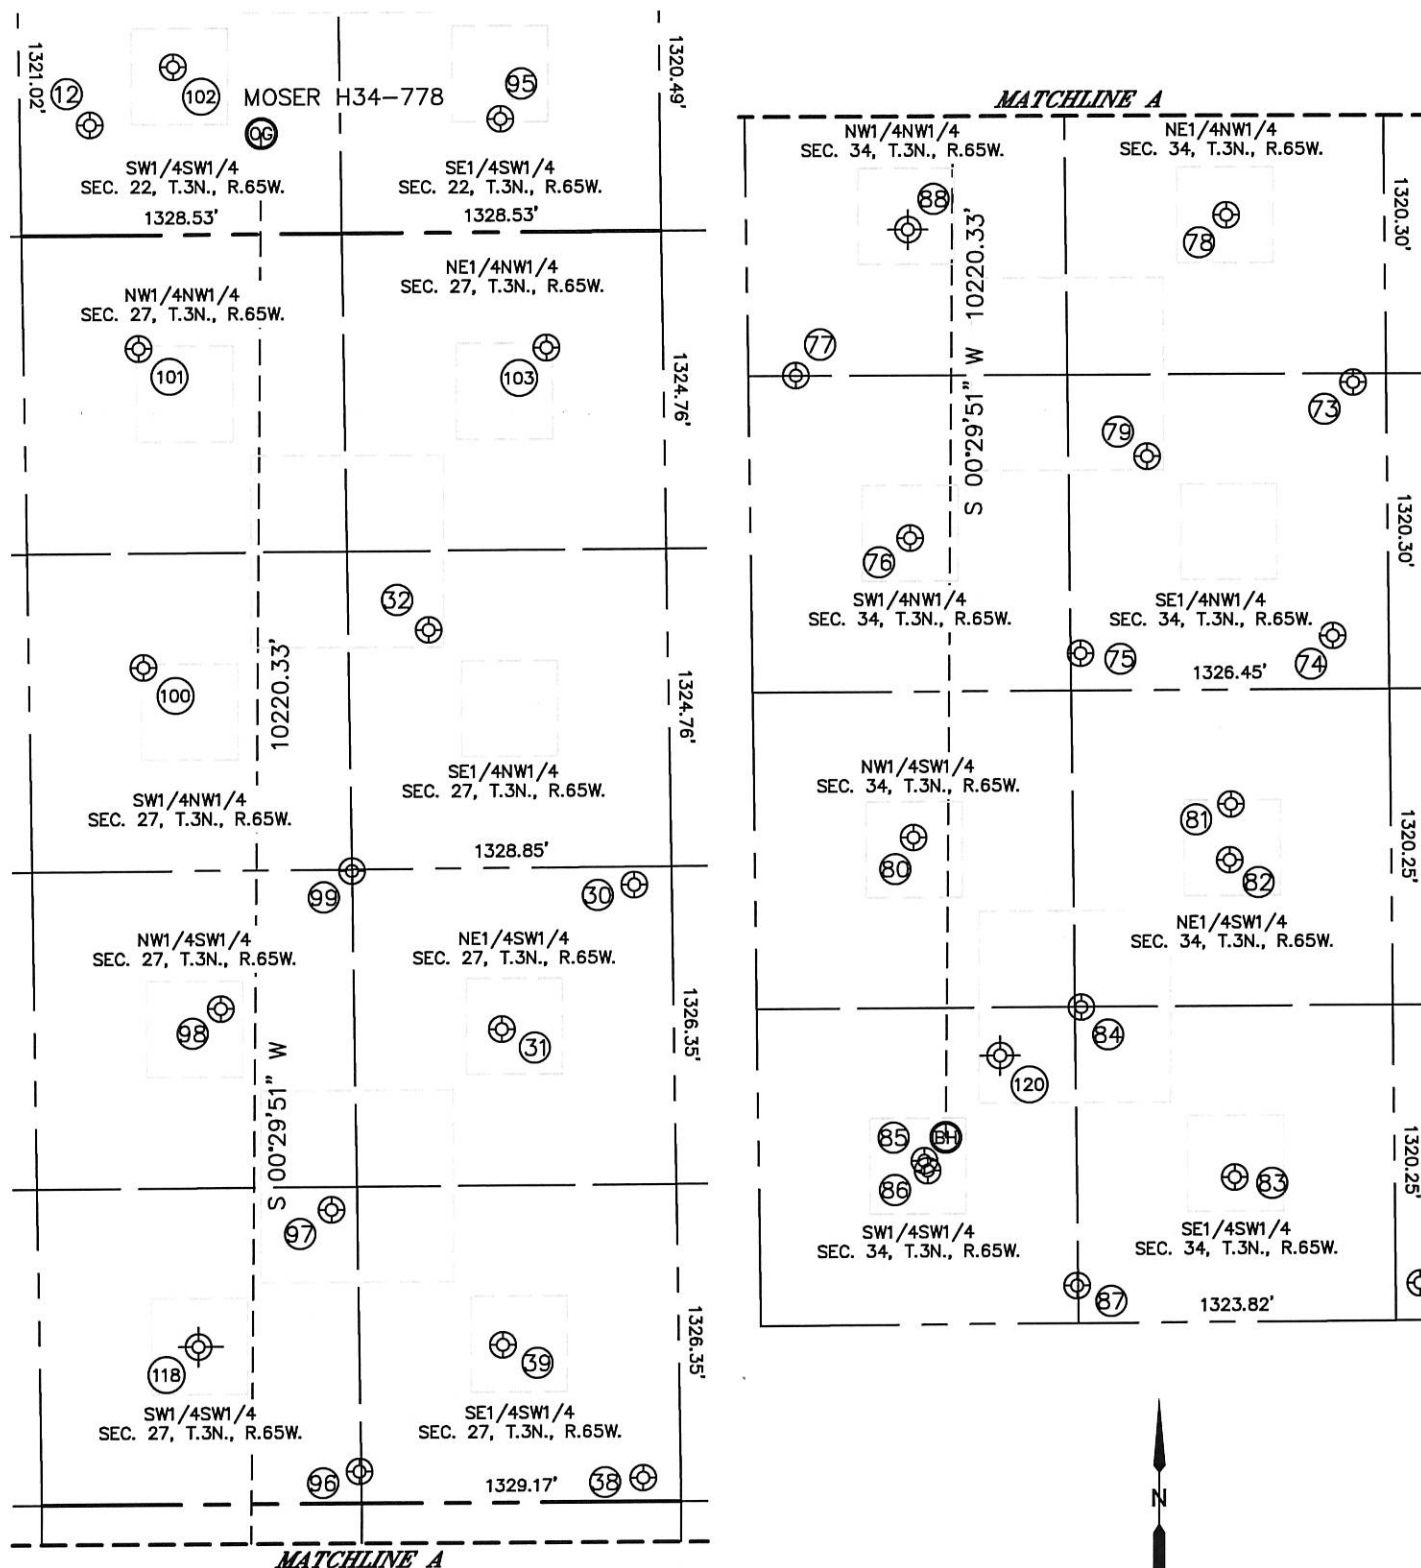 1321.02'
12
102
MOSER H34-778
OG
95
1320.49'
SW1/4SW1/4
SEC. 22, T.3N., R.65W.
SE1/4SW1/4
SEC. 22, T.3N., R.65W.
1328.53'
1328.53'
NE1/4NW1/4
SEC. 27, T.3N., R.65W.
NW1/4NW1/4
SEC. 27, T.3N., R.65W.
101
103
1324.76'
32
100
10220.33'
1324.76'
SE1/4NW1/4
SEC. 27, T.3N., R.65W.
SW1/4NW1/4
SEC. 27, T.3N., R.65W.
1328.85'
99
30
NW1/4SW1/4
SEC. 27, T.3N., R.65W.
NE1/4SW1/4
SEC. 27, T.3N., R.65W.
98
31
1326.35'
S 00°29'51" W
97
118
39
1326.35'
SW1/4SW1/4
SEC. 27, T.3N., R.65W.
SE1/4SW1/4
SEC. 27, T.3N., R.65W.
96
1329.17'
38
MATCHLINE A
MATCHLINE A
NW1/4NW1/4
SEC. 34, T.3N., R.65W.
NE1/4NW1/4
SEC. 34, T.3N., R.65W.
88
78
1320.30'
S 00°29'51" W 10220.33'
77
73
79
76
1320.30'
SW1/4NW1/4
SEC. 34, T.3N., R.65W.
SE1/4NW1/4
SEC. 34, T.3N., R.65W.
75
74
1326.45'
NW1/4SW1/4
SEC. 34, T.3N., R.65W.
81
80
82
1320.25'
NE1/4SW1/4
SEC. 34, T.3N., R.65W.
84
120
85
BH
86
83
1320.25'
SW1/4SW1/4
SEC. 34, T.3N., R.65W.
SE1/4SW1/4
SEC. 34, T.3N., R.65W.
87
1323.82'
N